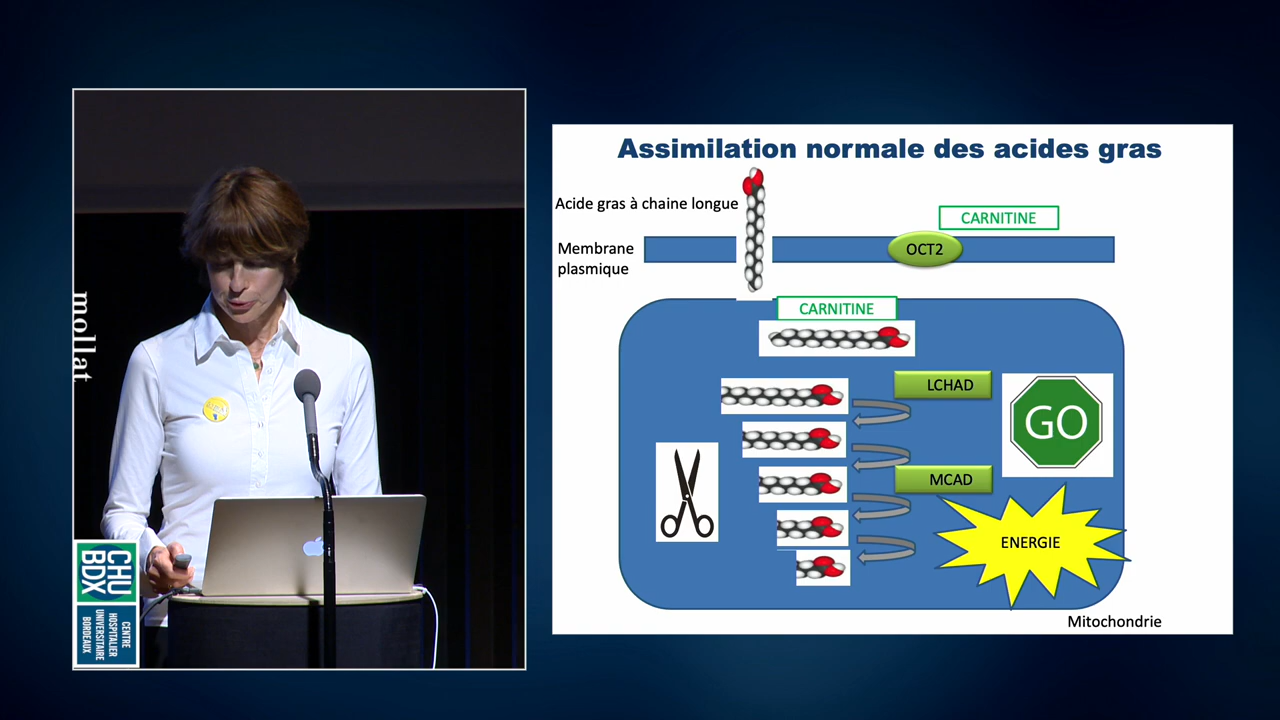 mollat
CHU
BDX
CENTRE
HOSPITALIER
UNIVERSITAIRE
BORDEAUX
Assimilation normale des acides gras
Acide gras à chaine longue
CARNITINE
Membrane
plasmique
OCT2
CARNITINE
LCHAD
GO
MCAD
ENERGIE
Mitochondrie